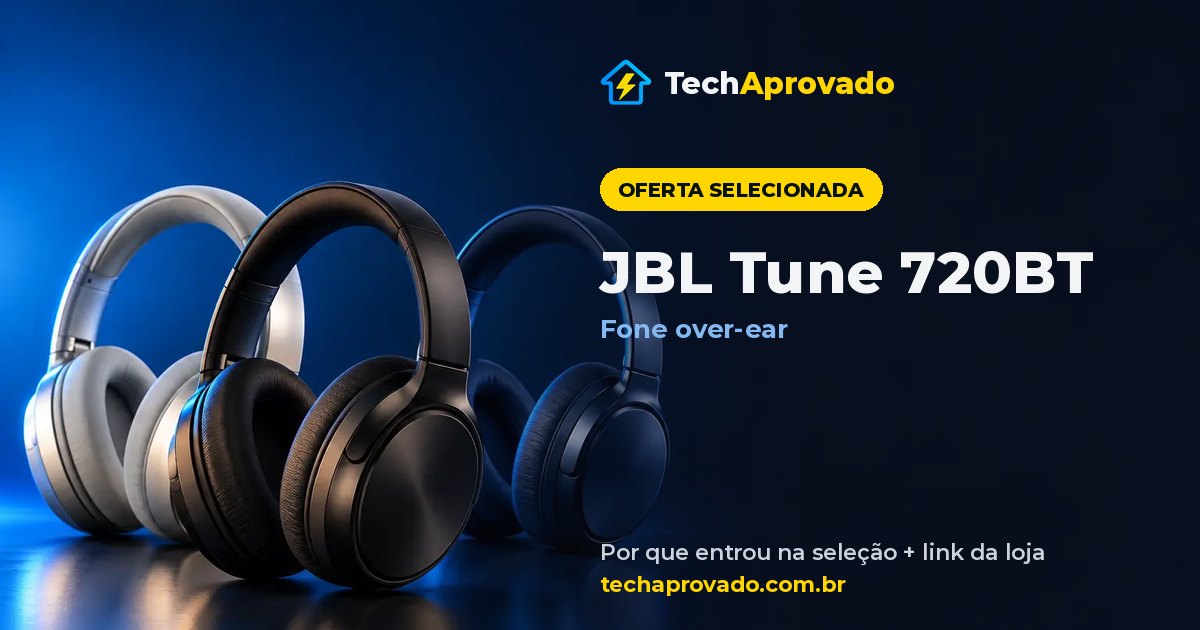 TechAprovado
OFERTA SELECIONADA
JBL Tune 720BT
Fone over-ear
Por que entrou na seleção + link da loja
techaprovado.com.br